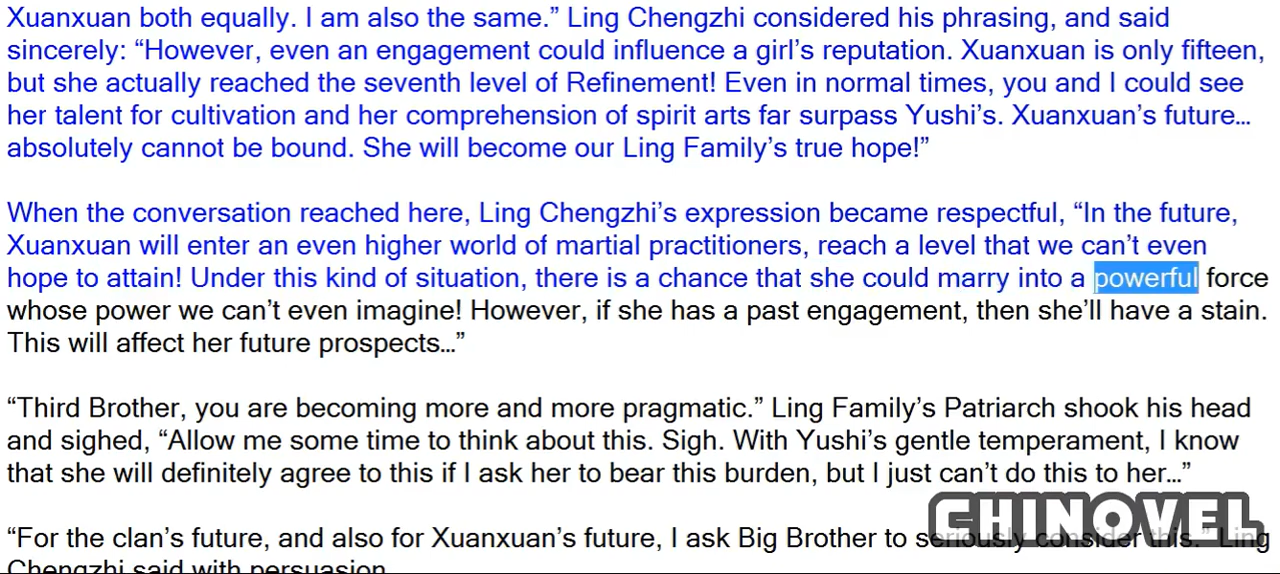 Xuanxuan both equally. I am also the same.” Ling Chengzhi considered his phrasing, and said
sincerely: “However, even an engagement could influence a girl’s reputation. Xuanxuan is only fifteen,
but she actually reached the seventh level of Refinement! Even in normal times, you and I could see
her talent for cultivation and her comprehension of spirit arts far surpass Yushi’s. Xuanxuan’s future…
absolutely cannot be bound. She will become our Ling Family’s true hope!”
When the conversation reached here, Ling Chengzhi’s expression became respectful, “In the future,
Xuanxuan will enter an even higher world of martial practitioners, reach a level that we can’t even
hope to attain! Under this kind of situation, there is a chance that she could marry into a powerful force
whose power we can’t even imagine! However, if she has a past engagement, then she’ll have a stain.
This will affect her future prospects…”
“Third Brother, you are becoming more and more pragmatic.” Ling Family’s Patriarch shook his head
and sighed, “Allow me some time to think about this. Sigh. With Yushi’s gentle temperament, I know
that she will definitely agree to this if I ask her to bear this burden, but I just can’t do this to her…”
CHINOVEL
“For the clan’s future, and also for Xuanxuan’s future, I ask Big Brother to seriously consider this.” Ling
Chengzhi said with persuasion.